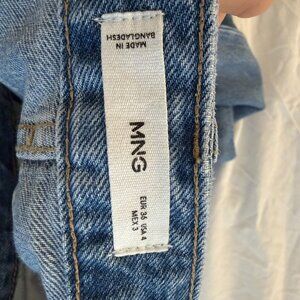 MADE IN
BANGLADESH
MNG
EUR 36 USA 4
MEX 3